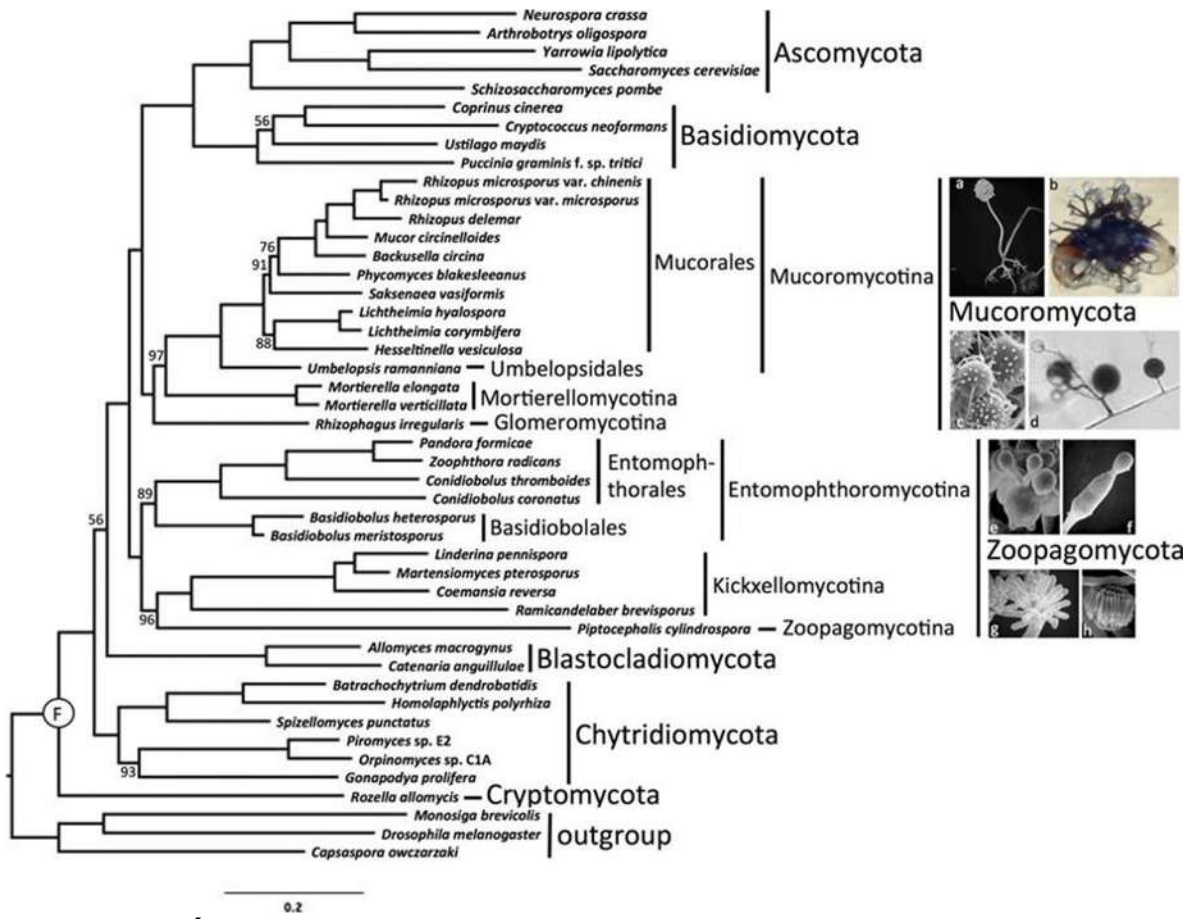 Neurospora crassa
Arthrobotrys oligospora
Yarrowia lipolytica
Saccharomyces cerevisiae
Schizosaccharomyces pombe
Ascomycota
Coprinus cinerea
56
Cryptococcus neoformans
Ustilago maydis
Puccinia graminis f. sp. tritici
Basidiomycota
Rhizopus microsporus var. chinenis
Rhizopus microsporus var. microsporus
Rhizopus delemar
Mucor circinelloides
76
Backusella circina
91
Phycomyces blakesleeanus
Saksenaea vasiformis
Lichtheimia hyalospora
Lichtheimia corymbifera
88
Hesseltinella vesiculosa
Mucorales
Mucoromycotina
97
Umbelopsis ramanniana
Umbelopsidales
Mortierella elongata
Mortierella verticillata
Mortierellomycotina
Rhizophagus irregularis
Glomeromycotina
a
b
Mucoromycota
c
d
Pandora formicae
Zoophthora radicans
Conidiobolus thromboides
Conidiobolus coronatus
Entomoph-
thorales
89
Basidiobolus heterosporus
Basidiobolus meristosporus
Basidiobolales
Entomophthoromycotina
56
Linderina pennispora
Martensiomyces pterosporus
Coemansia reversa
Ramicandelaber brevisporus
Kickxellomycotina
96
Piptocephalis cylindrospora
Zoopagomycotina
e
f
Zoopagomycota
g
h
Allomyces macrogynus
Catenaria anguillulae
Blastocladiomycota
Batrachochytrium dendrobatidis
Homolaphlyctis polyrhiza
F
Spizellomyces punctatus
Piromyces sp. E2
Orpinomyces sp. C1A
93
Gonapodya prolifera
Chytridiomycota
Rozella allomycis
Cryptomycota
Monosiga brevicolis
Drosophila melanogaster
Capsaspora owczarzaki
outgroup
0.2